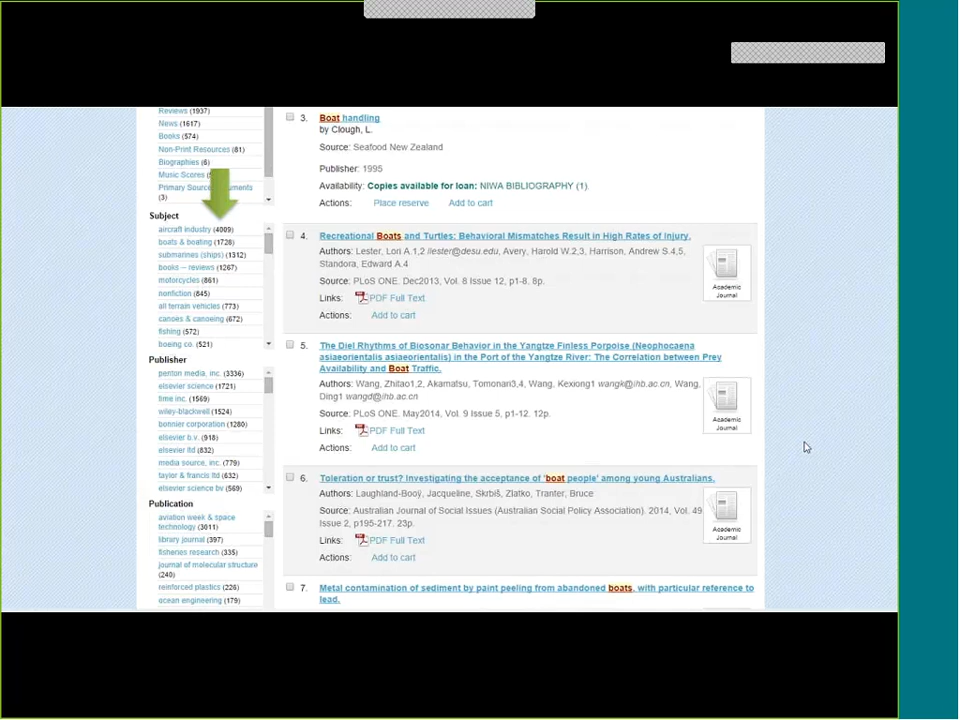 Reviews (1937)
News (1617)
Books (574)
Non-Print Resources (81)
Biographies (6)
Music Scores
Primary Source
(3)
Subject
aircraft industry (4009)
boats & boating (1728)
submarines (ships) (1312)
books -- reviews (1267)
motorcycles (861)
nonfiction (845)
all terrain vehicles (773)
canoes & canoeing (672)
fishing (572)
boeing co. (521)
Publisher
penton media, inc. (3336)
elsevier science (1721)
time inc. (1569)
wiley-blackwell (1524)
bonnier corporation (1280)
elsevier b.v. (918)
elsevier ltd (832)
media source, inc. (779)
taylor & francis ltd (632)
elsevier science bv (569)
Publication
aviation week & space
technology (3011)
library journal (397)
fisheries research (335)
journal of molecular structure
(240)
reinforced plastics (226)
ocean engineering (179)
3. Boat handling
by Clough, L.
Source: Seafood New Zealand
Publisher: 1995
Availability: Copies available for loan: NIWA BIBLIOGRAPHY (1)
Actions: Place reserve Add to cart
4. Recreational Boats and Turtles: Behavioral Mismatches Result in High Rates of Injury.
Authors: Lester, Lori A.1,2 llester@desu.edu, Avery, Harold W.2,3, Harrison, Andrew S.4,5,
Standora, Edward A.4
Source: PLoS ONE. Dec2013, Vol. 8 Issue 12, p1-8. 8p.
Links: PDF Full Text
Actions: Add to cart
Academic
Journal
5. The Diel Rhythms of Biosonar Behavior in the Yangtze Finless Porpoise (Neophocaena
asiaeorientalis asiaeorientalis) in the Port of the Yangtze River: The Correlation between Prey
Availability and Boat Traffic.
Authors: Wang, Zhitao1,2, Akamatsu, Tomonari3,4, Wang, Kexiong1 wangk@ihb.ac.cn, Wang,
Ding1 wangd@ihb.ac.cn
Source: PLoS ONE. May2014, Vol. 9 Issue 5, p1-12. 12p.
Links: PDF Full Text
Actions: Add to cart
Academic
Journal
6. Toleration or trust? Investigating the acceptance of 'boat people' among young Australians.
Authors: Laughland-Booÿ, Jacqueline, Skrbiš, Zlatko, Tranter, Bruce
Source: Australian Journal of Social Issues (Australian Social Policy Association). 2014, Vol. 49
Issue 2, p195-217. 23p.
Links: PDF Full Text
Actions: Add to cart
Academic
Journal
7. Metal contamination of sediment by paint peeling from abandoned boats, with particular reference to
lead.